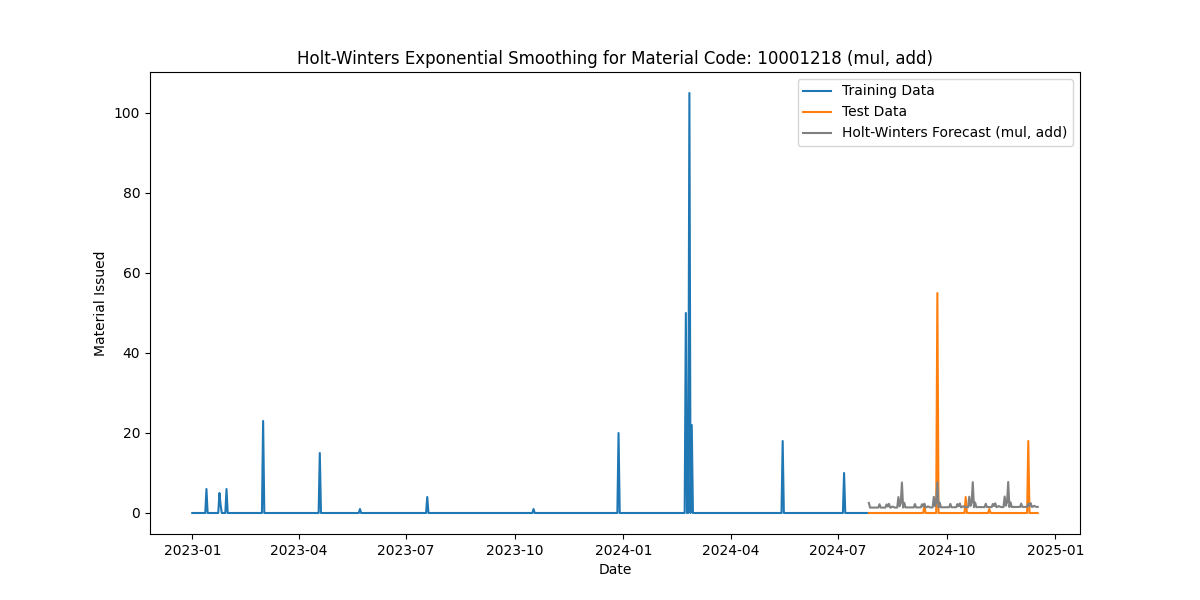 Holt-Winters Exponential Smoothing for Material Code: 10001218 (mul, add)
Training Data
Test Data
Holt-Winters Forecast (mul, add)
Material Issued
100
80
60
40
20
0
2023-01
2023-04
2023-07
2023-10
2024-01
2024-04
2024-07
2024-10
2025-01
Date